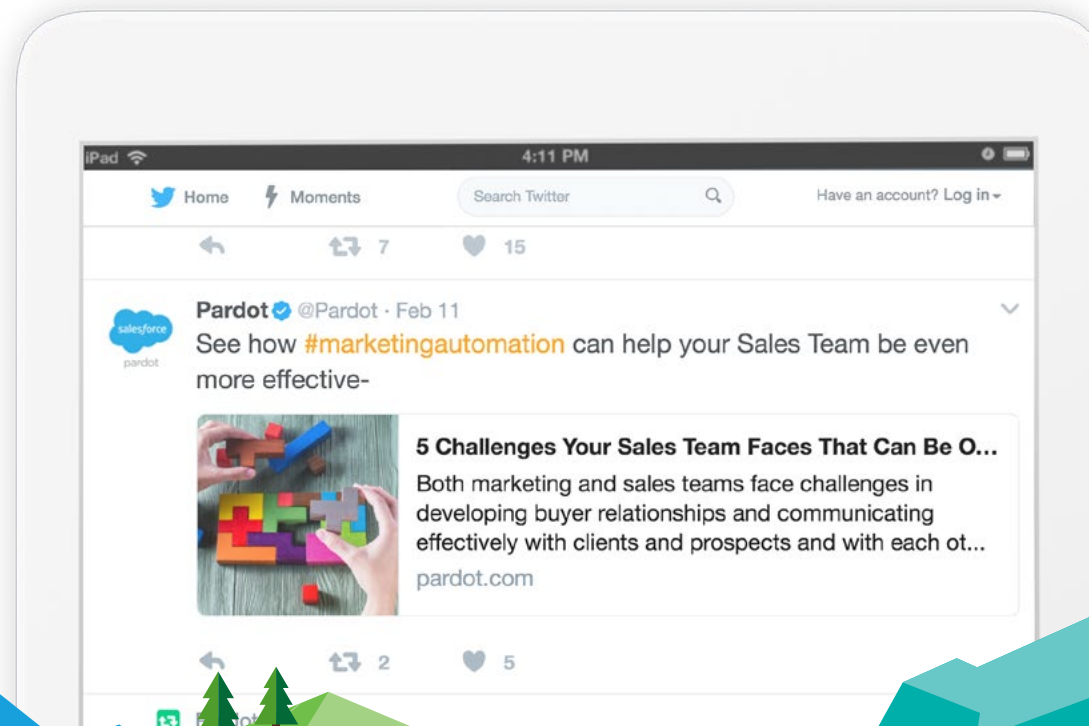 iPad 4:11 PM
Home Moments Search Twitter Have an account? Log in
7 15
Pardot @Pardot · Feb 11
salesforce
pardot
See how #marketingautomation can help your Sales Team be even
more effective-
5 Challenges Your Sales Team Faces That Can Be O...
Both marketing and sales teams face challenges in
developing buyer relationships and communicating
effectively with clients and prospects and with each ot...
pardot.com
2 5